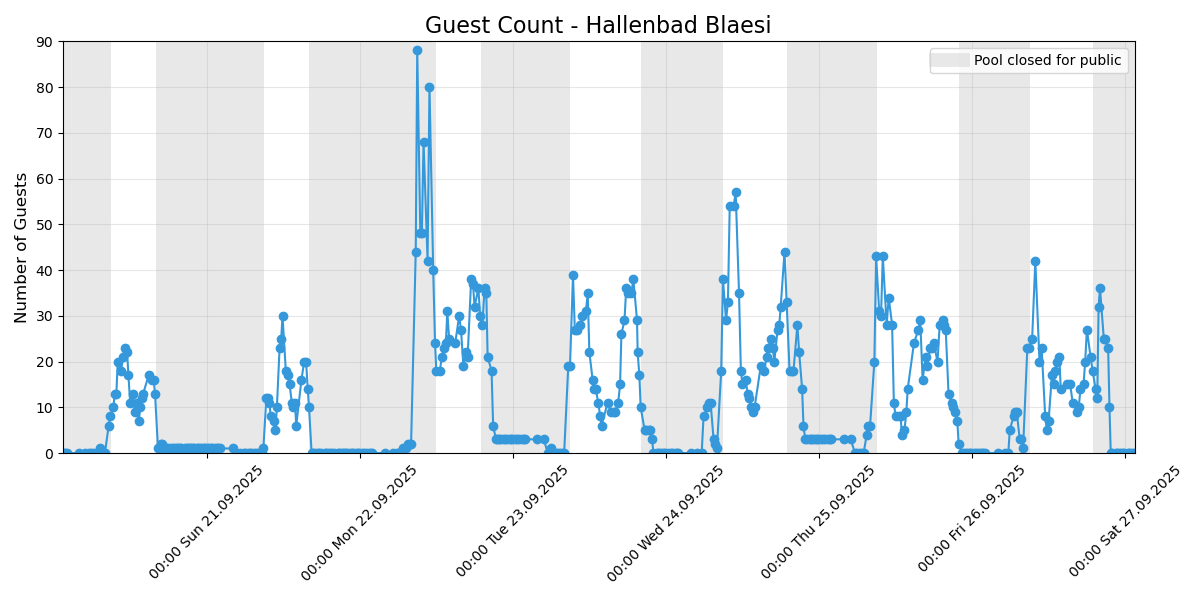 Guest Count - Hallenbad Blaesi
Pool closed for public
Number of Guests
90
80
70
60
50
40
30
20
10
0
00:00 Sun 21.09.2025
00:00 Mon 22.09.2025
00:00 Tue 23.09.2025
00:00 Wed 24.09.2025
00:00 Thu 25.09.2025
00:00 Fri 26.09.2025
00:00 Sat 27.09.2025